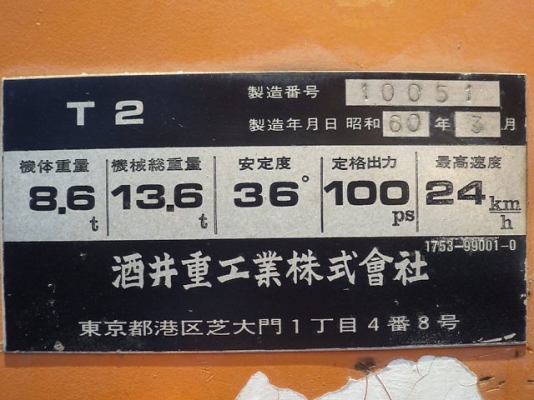 T2
製造番号 10051
製造年月日 昭和 60 年 3 月
機体重量 機械総重量 安定度 定格出力 最高速度
8.6 t 13.6 t 36° 100 ps 24 km/h
1753-99001-0
酒井重工業株式會社
東京都港区芝大門1丁目4番8号